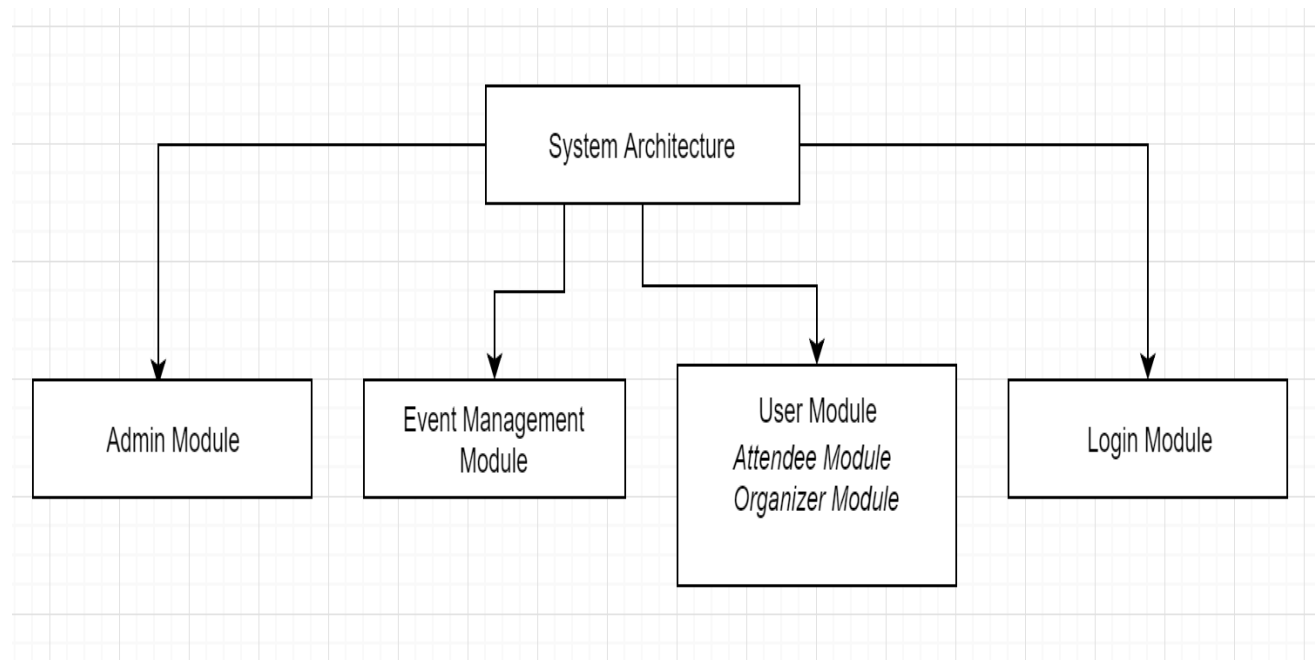 System Architecture
Admin Module
Event Management
Module
User Module
Attendee Module
Organizer Module
Login Module